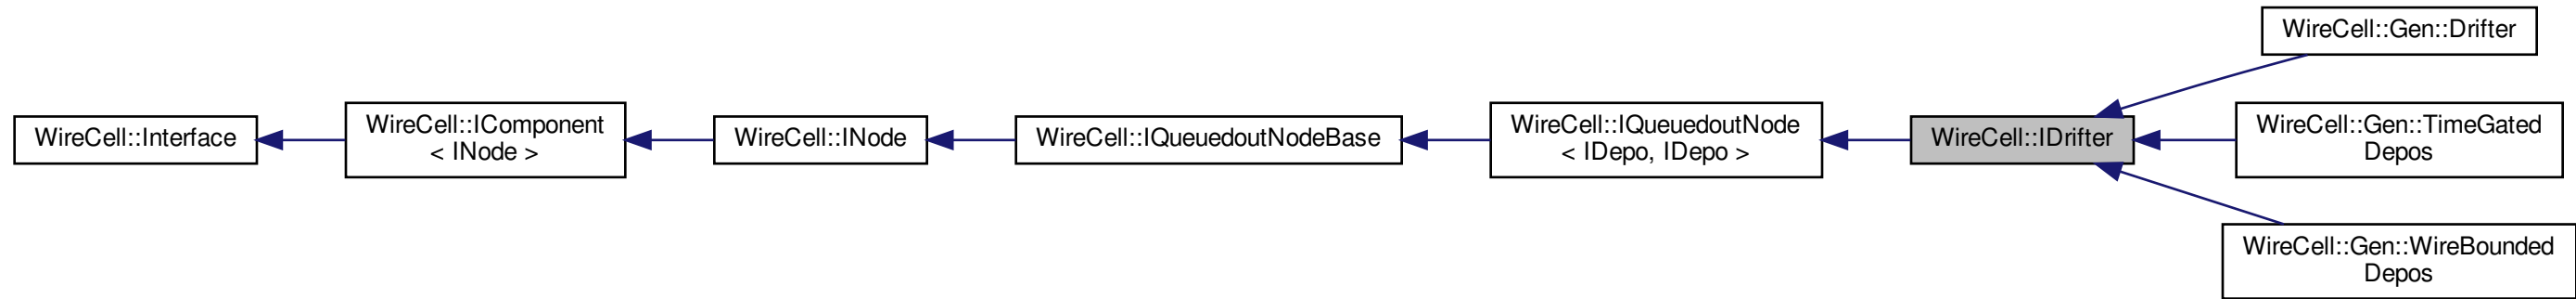 WireCell::Interface
WireCell::IComponent
< INode >
WireCell::INode
WireCell::IQueuedoutNodeBase
WireCell::IQueuedoutNode
< IDepo, IDepo >
WireCell::IDrifter
WireCell::Gen::Drifter
WireCell::Gen::TimeGated
Depos
WireCell::Gen::WireBounded
Depos